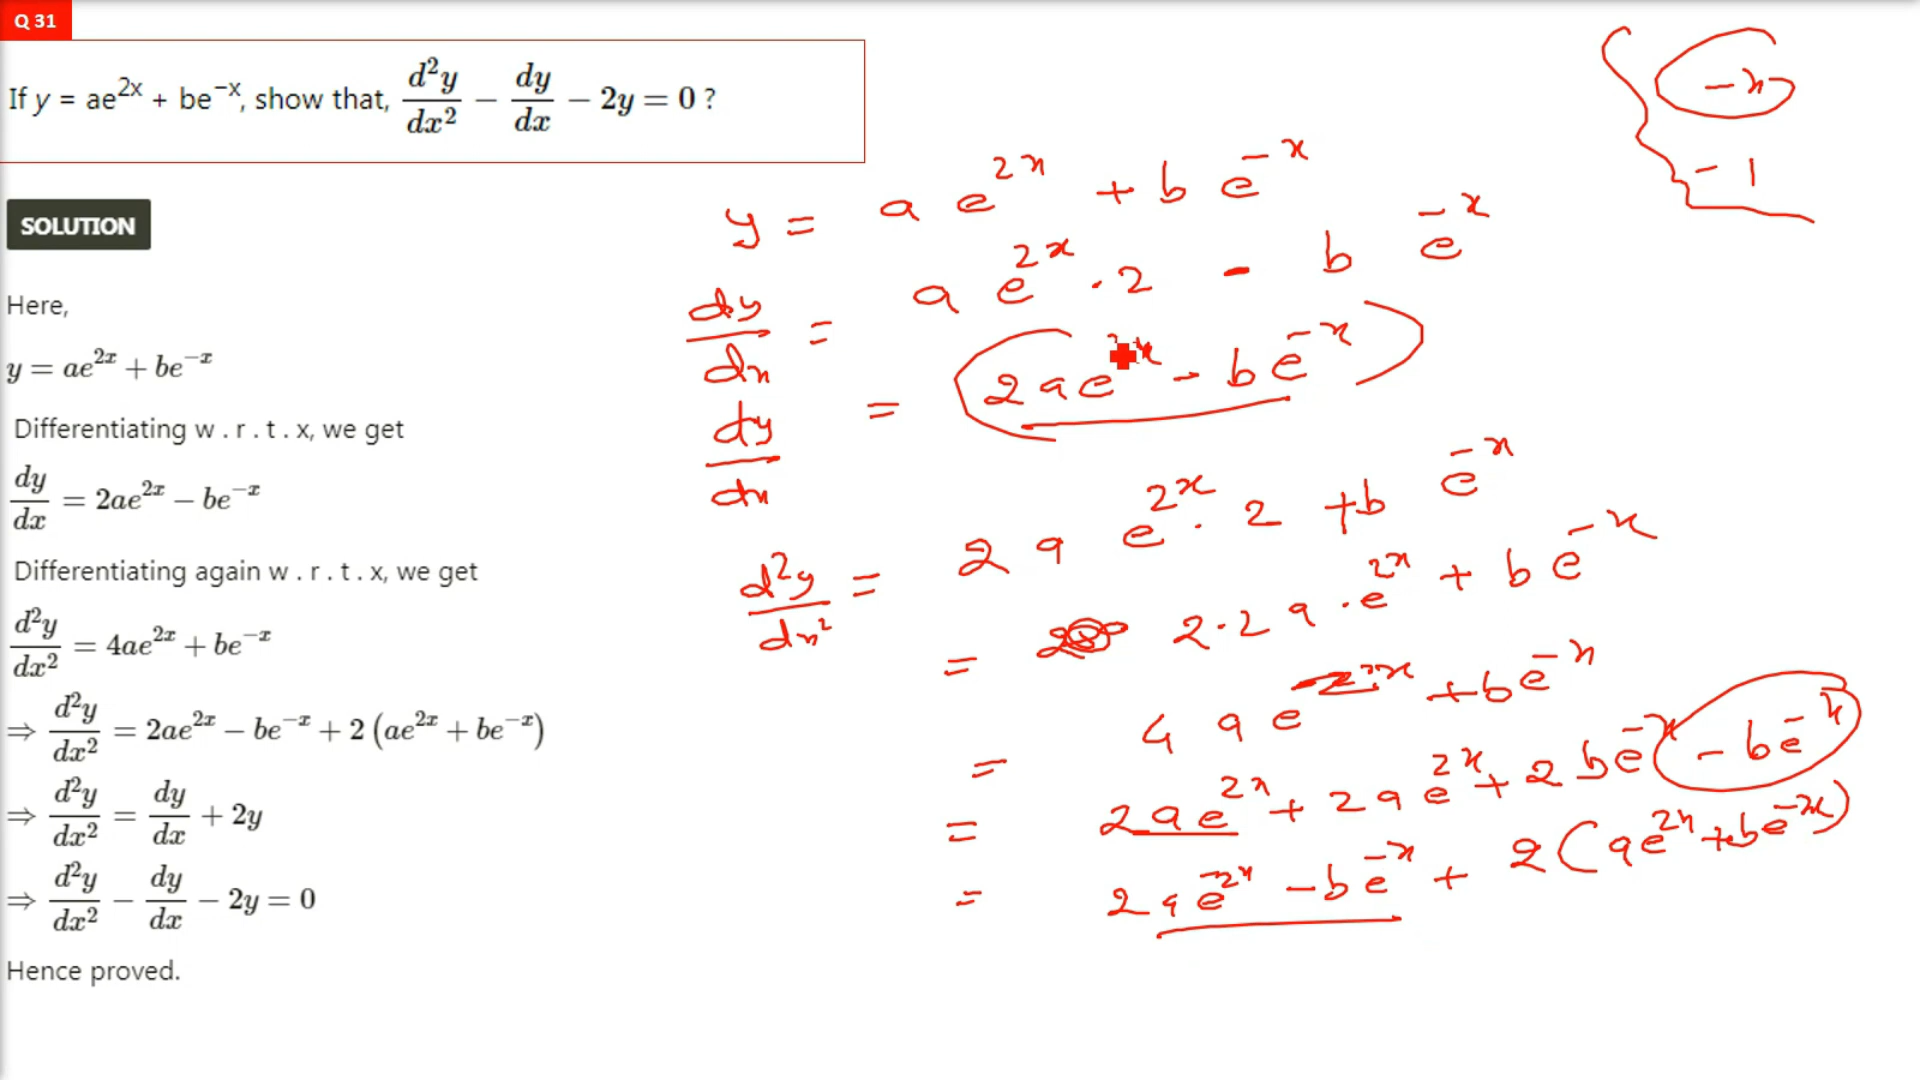 Q 31
If y = ae^2x + be^−x, show that, d²y/dx² − dy/dx − 2y = 0 ?
SOLUTION
Here,
y = ae^2x + be^−x
Differentiating w . r . t . x, we get
dy/dx = 2ae^2x − be^−x
Differentiating again w . r . t . x, we get
d²y/dx² = 4ae^2x + be^−x
⇒ d²y/dx² = 2ae^2x − be^−x + 2 (ae^2x + be^−x)
⇒ d²y/dx² = dy/dx + 2y
⇒ d²y/dx² − dy/dx − 2y = 0
Hence proved.
− x
− 1
y = a e^2x + b e^−x
dy/dx = a e^2x · 2 − b e^−x
dy/dx = 2ae^2x − be^−x
d²y/dx² = 2 a e^2x · 2 + b e^−x
= 2 · 2 a · e^2x + b e^−x
= 4 a e^2x + be^−x
= 2ae^2x + 2ae^2x + 2be^−x − be^−x
= 2ae^2x − be^−x + 2(ae^2x + be^−x)